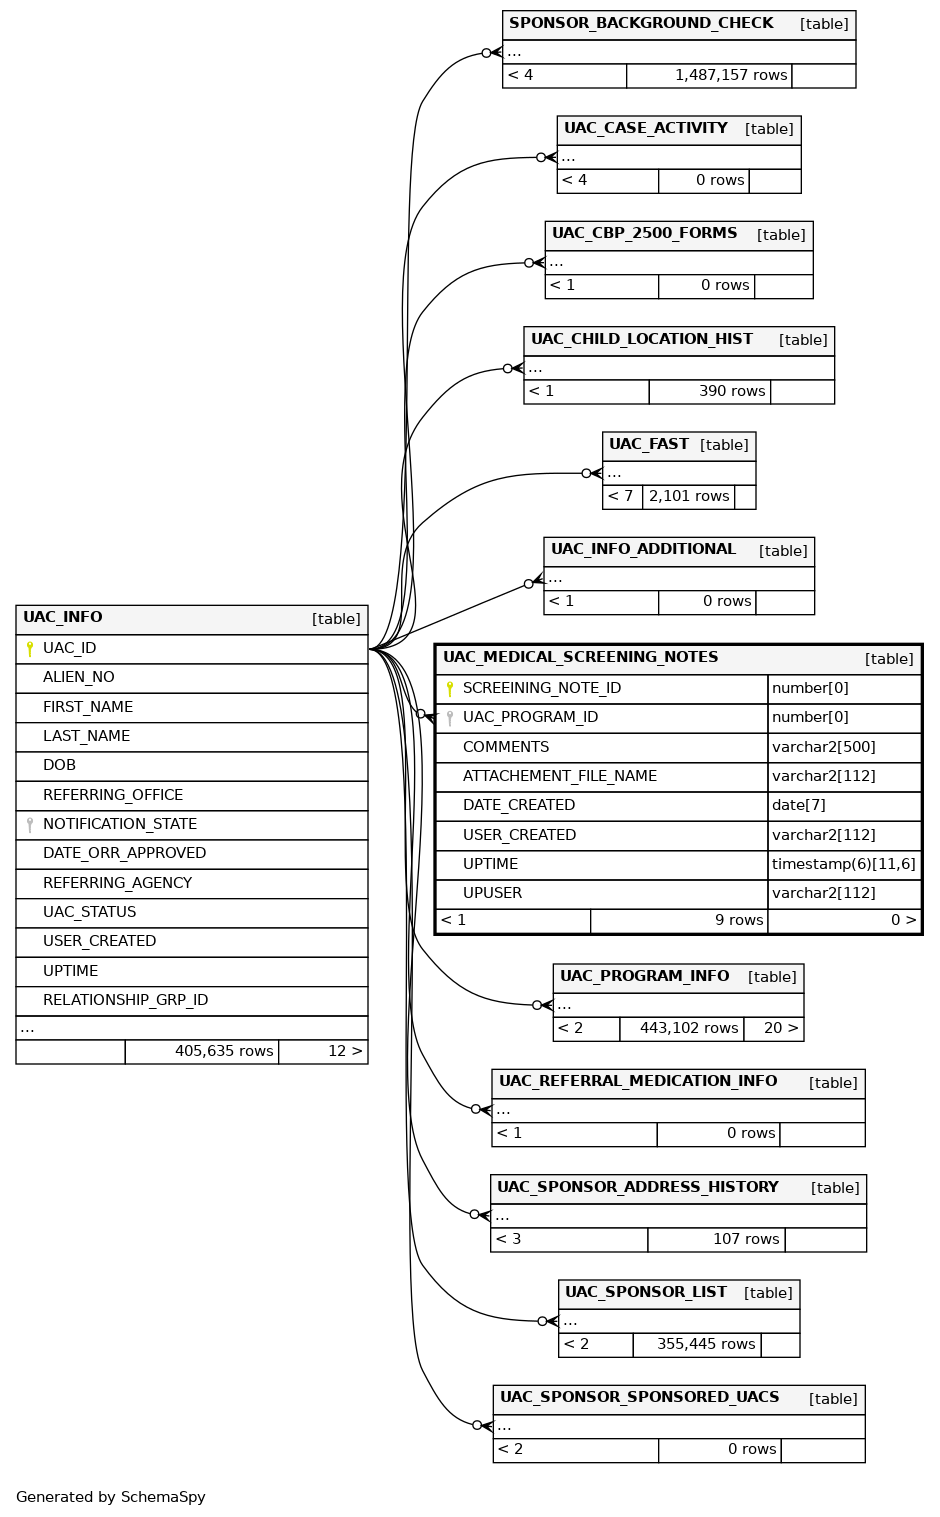 SPONSOR_BACKGROUND_CHECK [table]
...
< 4 1,487,157 rows
UAC_CASE_ACTIVITY [table]
...
< 4 0 rows
UAC_CBP_2500_FORMS [table]
...
< 1 0 rows
UAC_CHILD_LOCATION_HIST [table]
...
< 1 390 rows
UAC_FAST [table]
...
< 7 2,101 rows
UAC_INFO_ADDITIONAL [table]
...
< 1 0 rows
UAC_INFO [table]
UAC_ID
ALIEN_NO
FIRST_NAME
LAST_NAME
DOB
REFERRING_OFFICE
NOTIFICATION_STATE
DATE_ORR_APPROVED
REFERRING_AGENCY
UAC_STATUS
USER_CREATED
UPTIME
RELATIONSHIP_GRP_ID
...
405,635 rows 12 >
UAC_MEDICAL_SCREENING_NOTES [table]
SCREEINING_NOTE_ID number[0]
UAC_PROGRAM_ID number[0]
COMMENTS varchar2[500]
ATTACHEMENT_FILE_NAME varchar2[112]
DATE_CREATED date[7]
USER_CREATED varchar2[112]
UPTIME timestamp(6)[11,6]
UPUSER varchar2[112]
< 1 9 rows 0 >
UAC_PROGRAM_INFO [table]
...
< 2 443,102 rows 20 >
UAC_REFERRAL_MEDICATION_INFO [table]
...
< 1 0 rows
UAC_SPONSOR_ADDRESS_HISTORY [table]
...
< 3 107 rows
UAC_SPONSOR_LIST [table]
...
< 2 355,445 rows
UAC_SPONSOR_SPONSORED_UACS [table]
...
< 2 0 rows
Generated by SchemaSpy